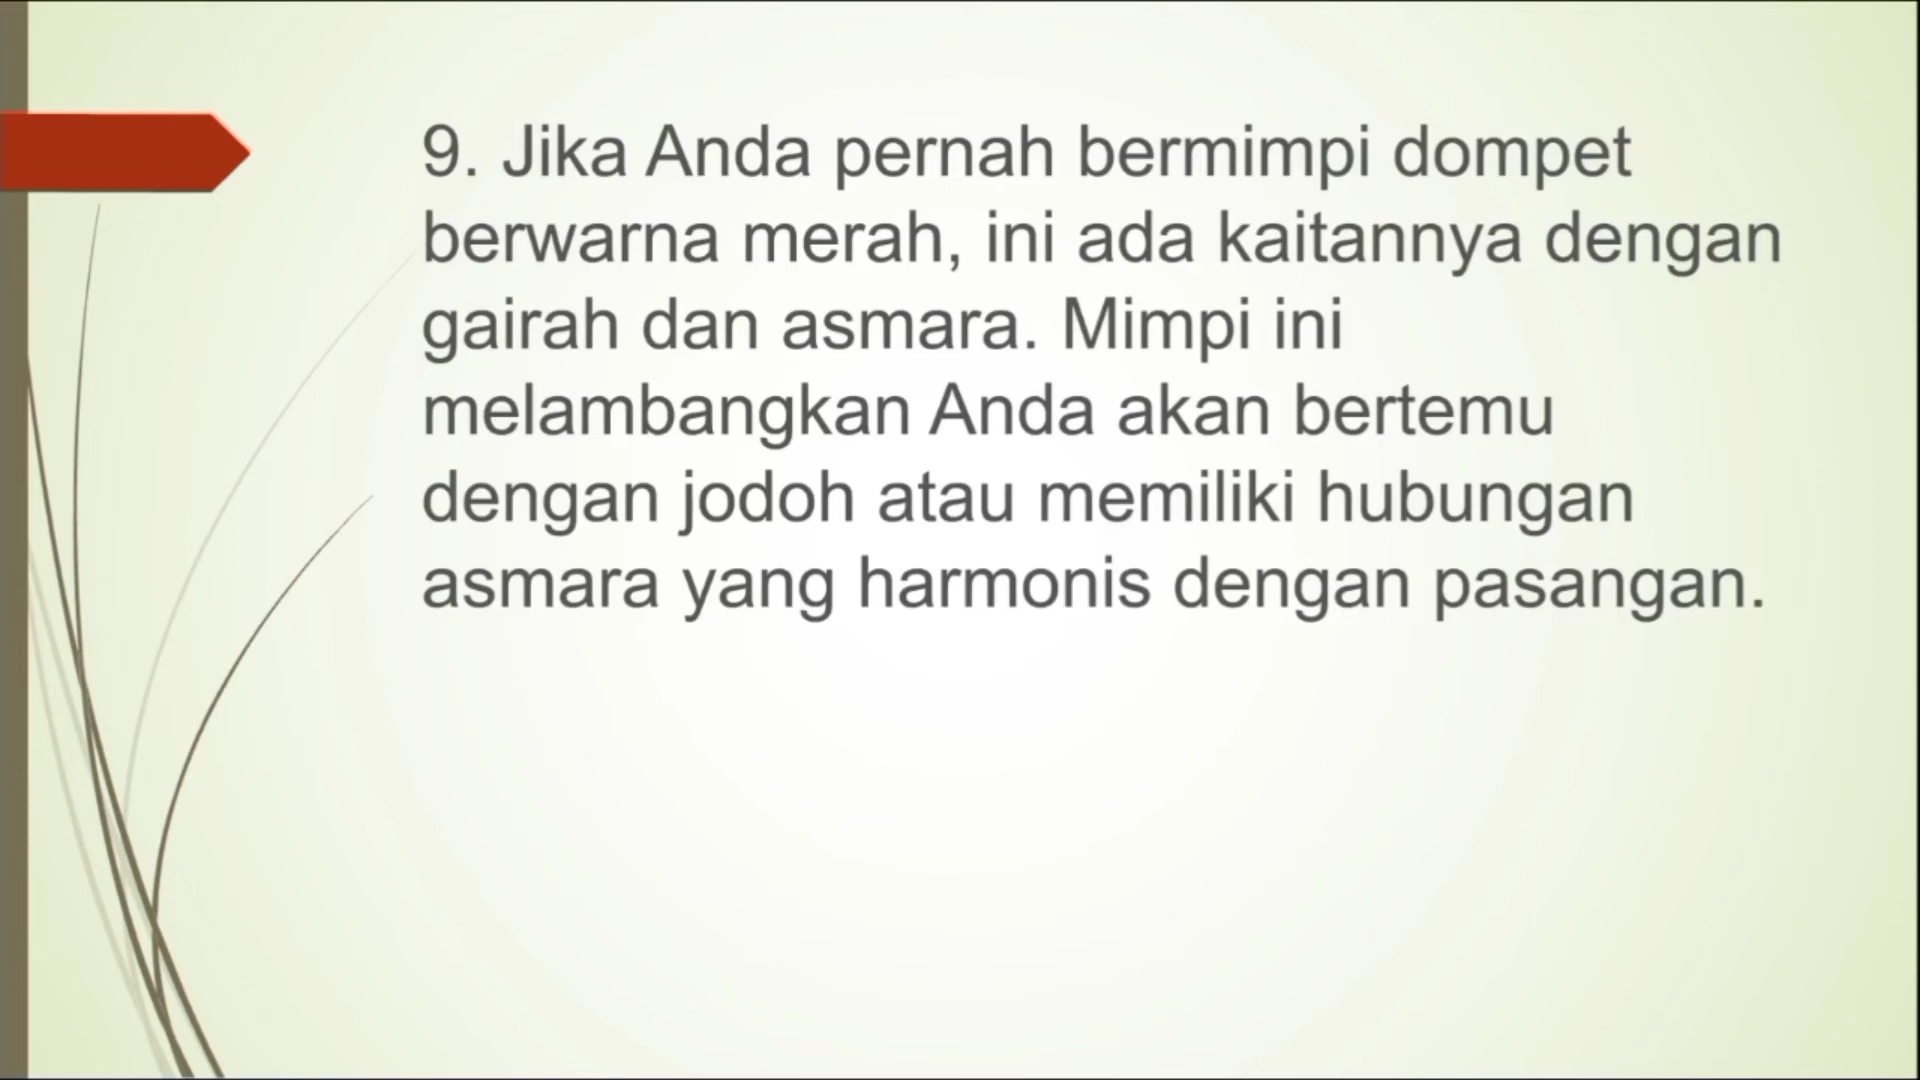 9. Jika Anda pernah bermimpi dompet
berwarna merah, ini ada kaitannya dengan
gairah dan asmara. Mimpi ini
melambangkan Anda akan bertemu
dengan jodoh atau memiliki hubungan
asmara yang harmonis dengan pasangan.